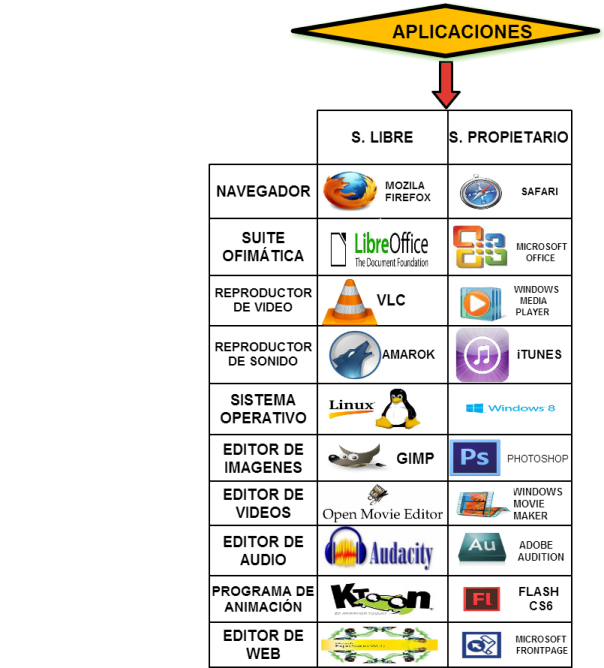 APLICACIONES
S. LIBRE
S. PROPIETARIO
NAVEGADOR
MOZILA
FIREFOX
SAFARI
SUITE
OFIMÁTICA
LibreOffice
The Document Foundation
MICROSOFT
OFFICE
REPRODUCTOR
DE VIDEO
VLC
WINDOWS
MEDIA
PLAYER
REPRODUCTOR
DE SONIDO
AMAROK
iTUNES
SISTEMA
OPERATIVO
Linux
Windows 8
EDITOR DE
IMAGENES
GIMP
Ps
PHOTOSHOP
EDITOR DE
VIDEOS
Open Movie Editor
WINDOWS
MOVIE
MAKER
EDITOR DE
AUDIO
Audacity
Au
ADOBE
AUDITION
PROGRAMA DE
ANIMACIÓN
KToon
FL
FLASH
CS6
EDITOR DE
WEB
MICROSOFT
FRONTPAGE